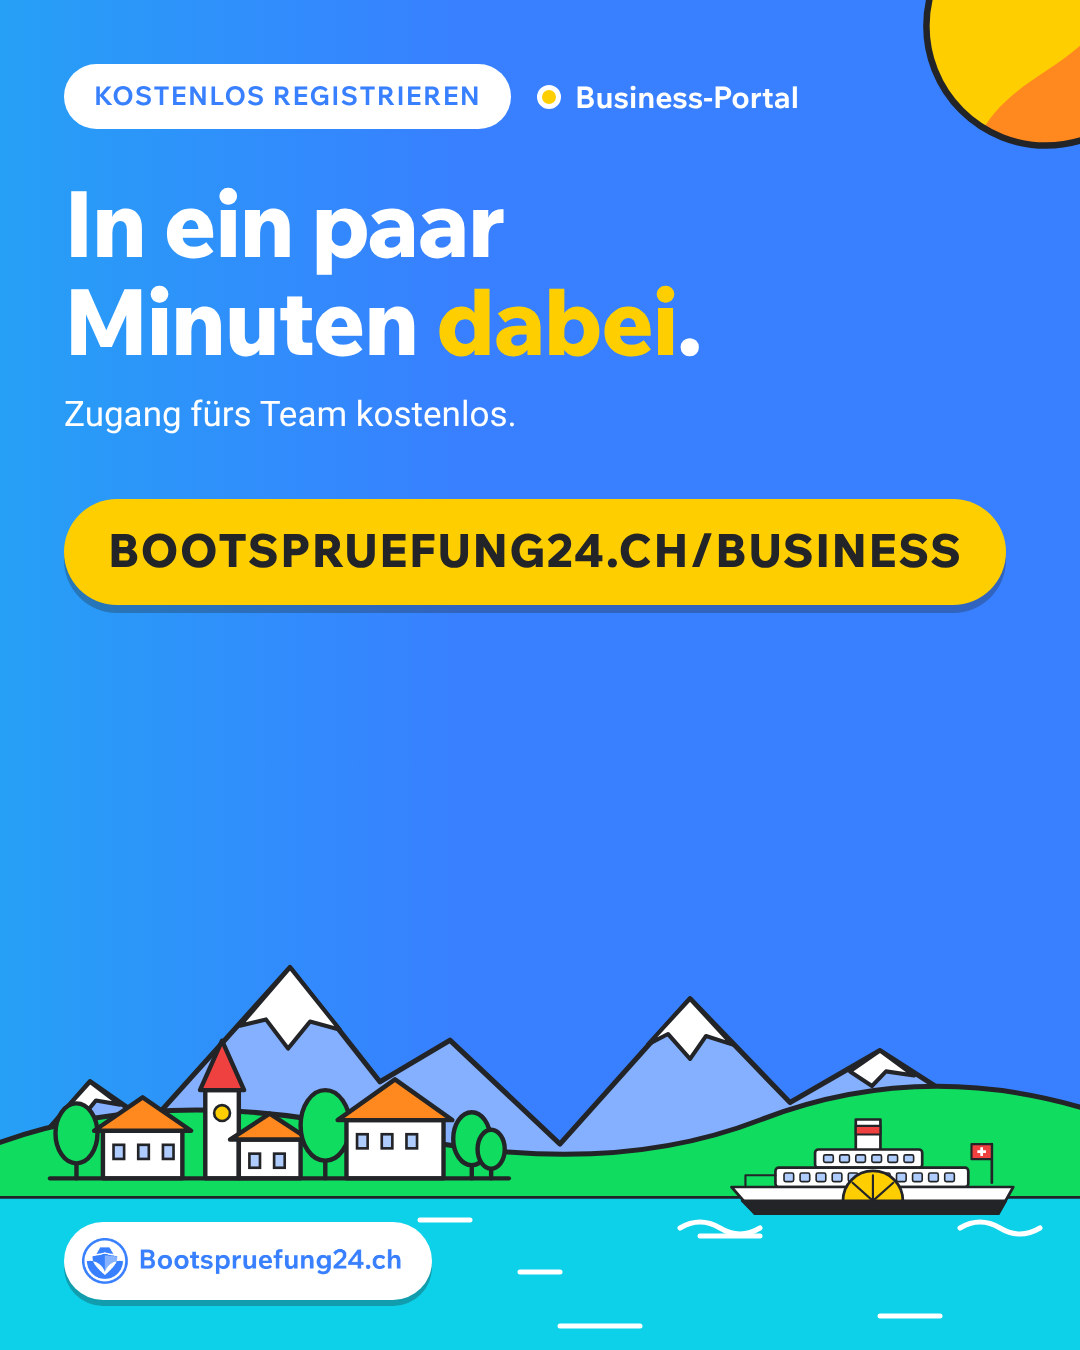 KOSTENLOS REGISTRIEREN
Business-Portal
In ein paar
Minuten dabei.
Zugang fürs Team kostenlos.
BOOTSPRUEFUNG24.CH/BUSINESS
Bootspruefung24.ch